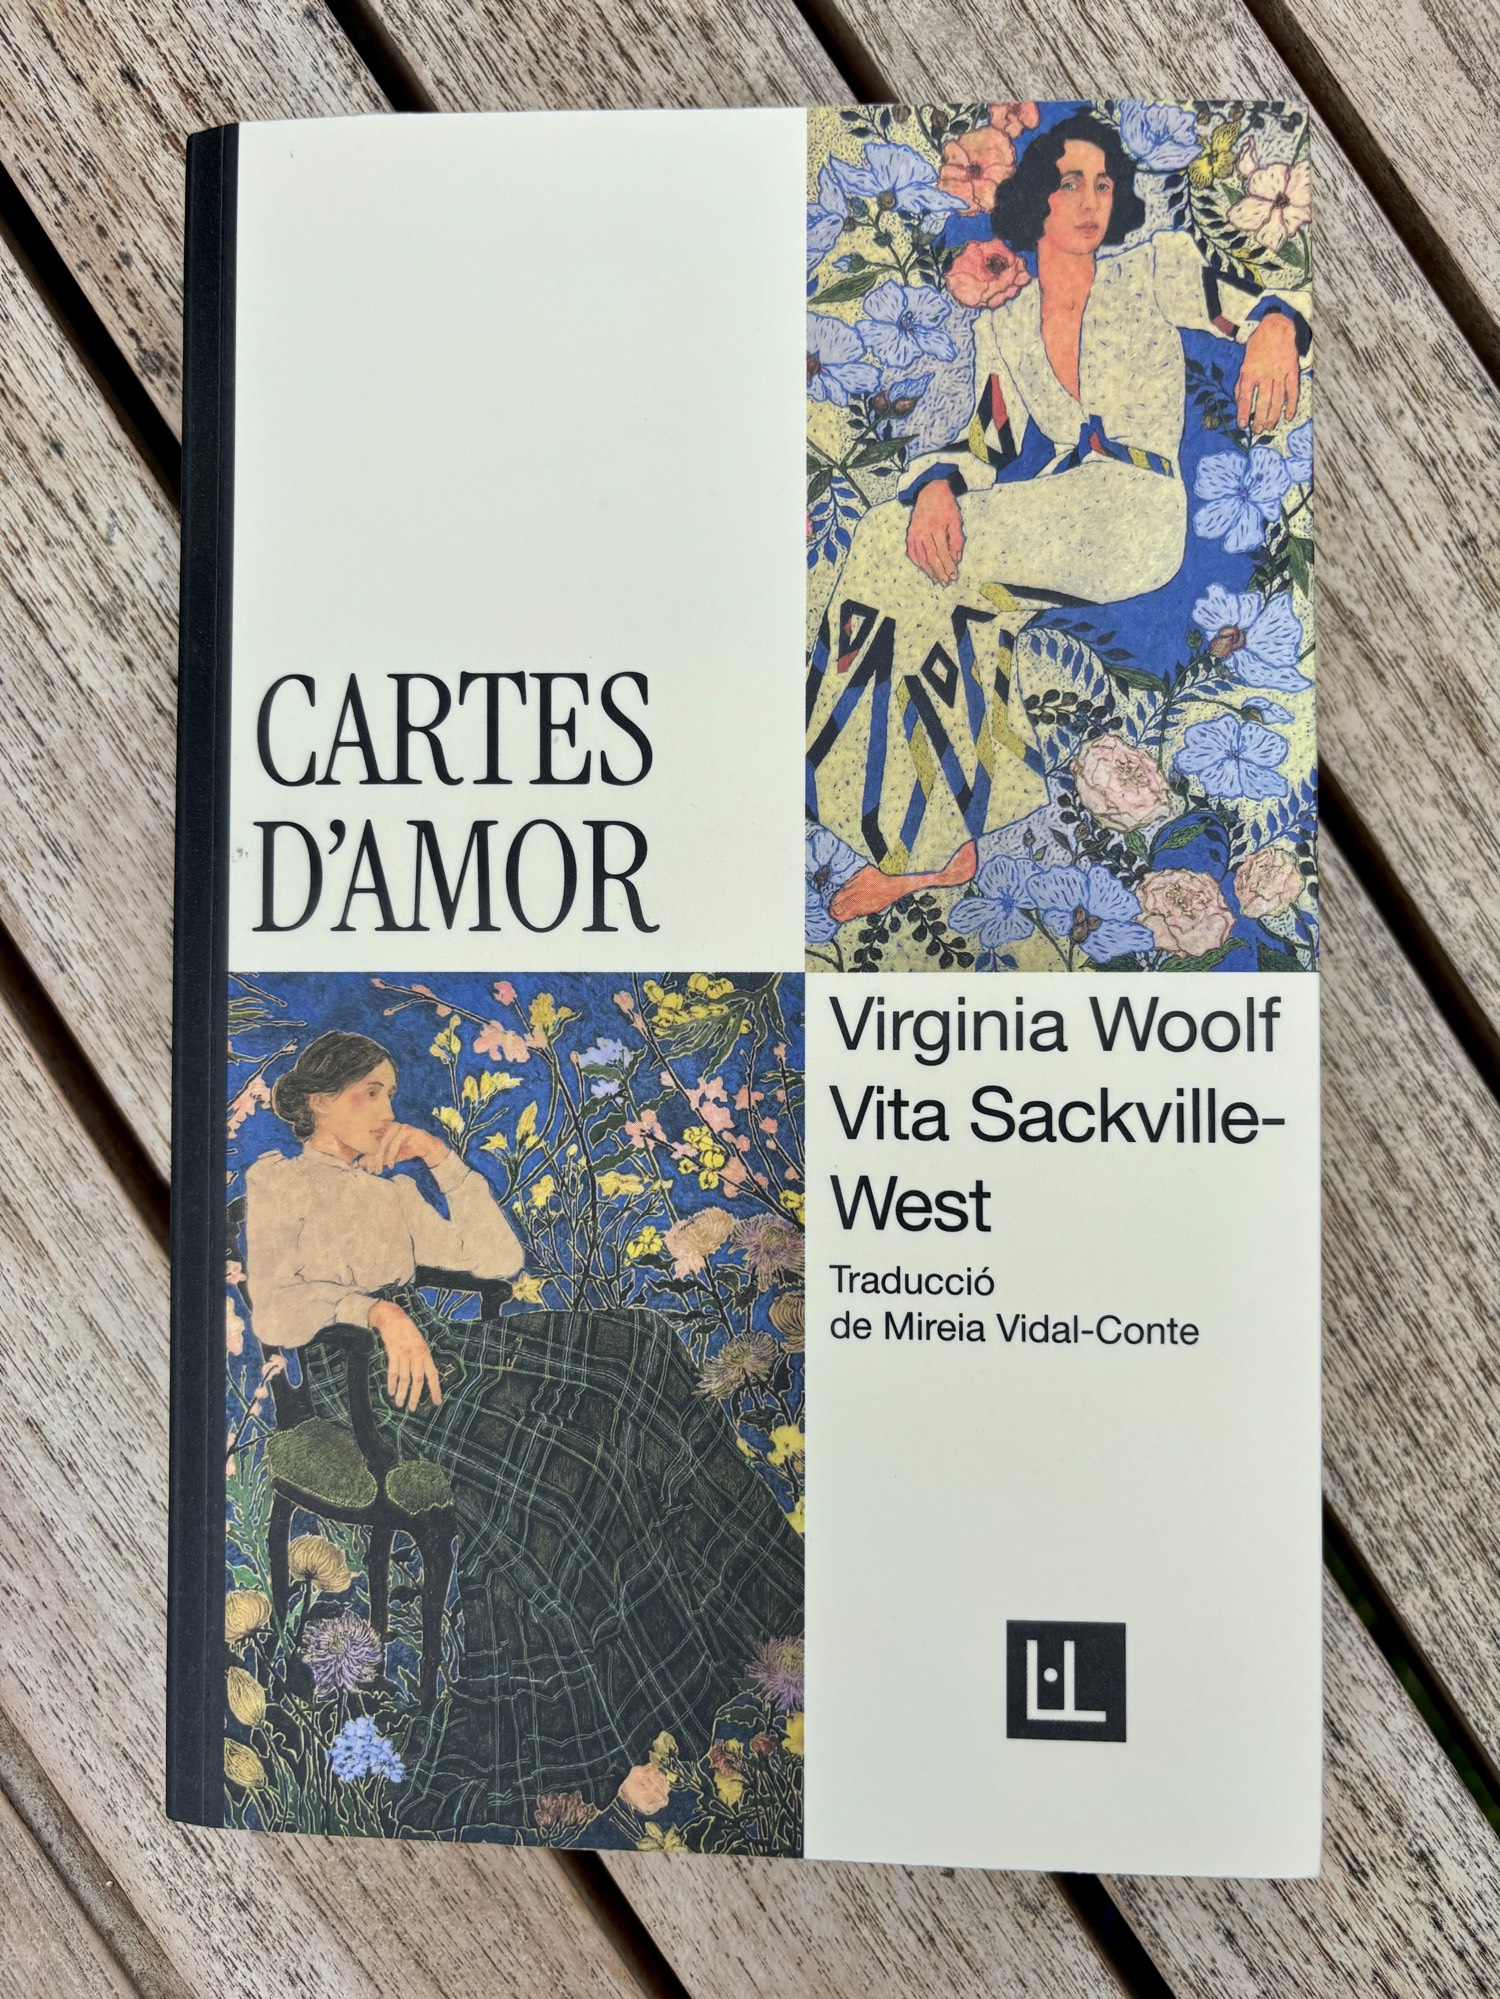 CARTES
D’AMOR
Virginia Woolf
Vita Sackville-
West
Traducció
de Mireia Vidal-Conte